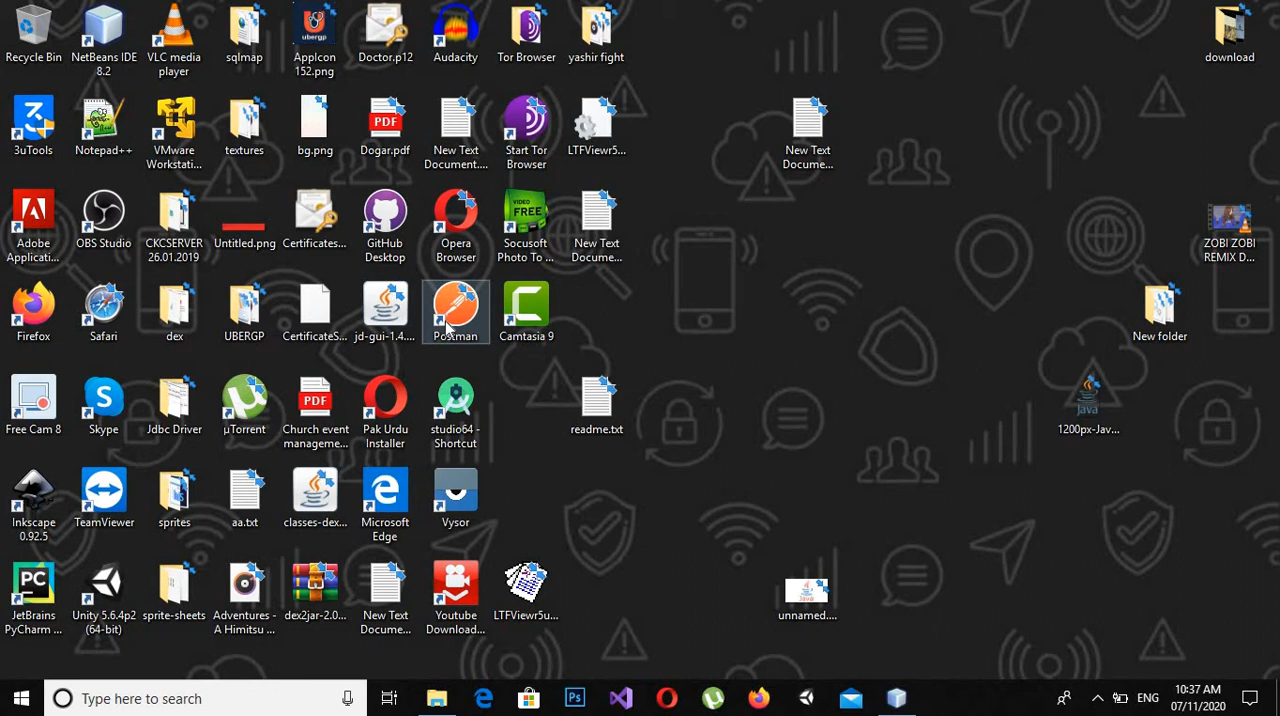 Recycle Bin
NetBeans IDE
8.2
VLC media
player
sqlmap
AppIcon
152.png
Doctor.p12
Audacity
Tor Browser
yashir fight
download
3uTools
Notepad++
VMware
Workstati...
textures
bg.png
Dogar.pdf
New Text
Document....
Start Tor
Browser
LTFViewr5...
New Text
Docume...
Adobe
Applicati...
OBS Studio
CKCSERVER
26.01.2019
Untitled.png
Certificates...
GitHub
Desktop
Opera
Browser
Socusoft
Photo To ...
New Text
Docume...
ZOBI ZOBI
REMIX D...
Firefox
Safari
dex
UBERGP
CertificateS...
jd-gui-1.4....
Postman
Camtasia 9
New folder
Free Cam 8
Skype
Jdbc Driver
µTorrent
Church event
manageme...
Pak Urdu
Installer
studio64 -
Shortcut
readme.txt
1200px-Jav...
Inkscape
0.92.5
TeamViewer
sprites
aa.txt
classes-dex...
Microsoft
Edge
Vysor
JetBrains
PyCharm ...
Unity 5.6.4p2
(64-bit)
sprite-sheets
Adventures -
A Himitsu ...
dex2jar-2.0...
New Text
Docume...
Youtube
Download...
LTFViewr5u...
unnamed....
Type here to search
ENG
10:37 AM
07/11/2020